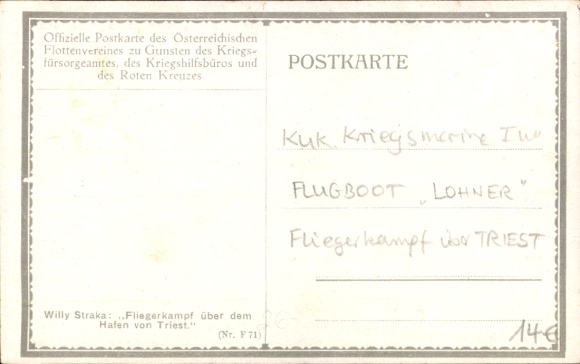 Offizielle Postkarte des Österreichischen
Flottenvereines zu Gunsten des Kriegs-
fürsorgeamtes, des Kriegshilfsbüros und
des Roten Kreuzes
POSTKARTE
KuK. Kriegsmarine
FLUGBOOT „LOHNER"
Fliegerkampf über TRIEST
Willy Straka: „Fliegerkampf über dem
Hafen von Triest."
(Nr. F 71)
14€